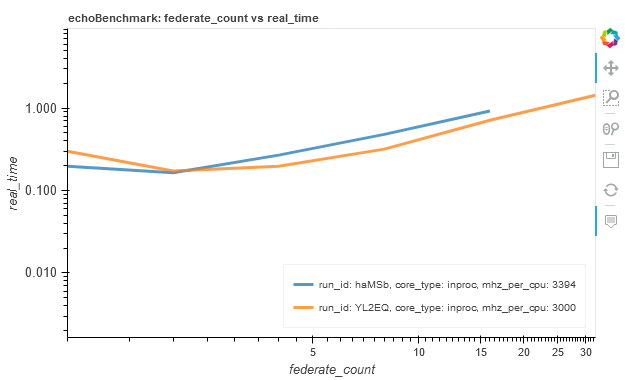 echoBenchmark: federate_count vs real_time
1.000
0.100
0.010
real_time
run_id: haMSb, core_type: inproc, mhz_per_cpu: 3394
run_id: YL2EQ, core_type: inproc, mhz_per_cpu: 3000
5 10 15 20 25 30
federate_count